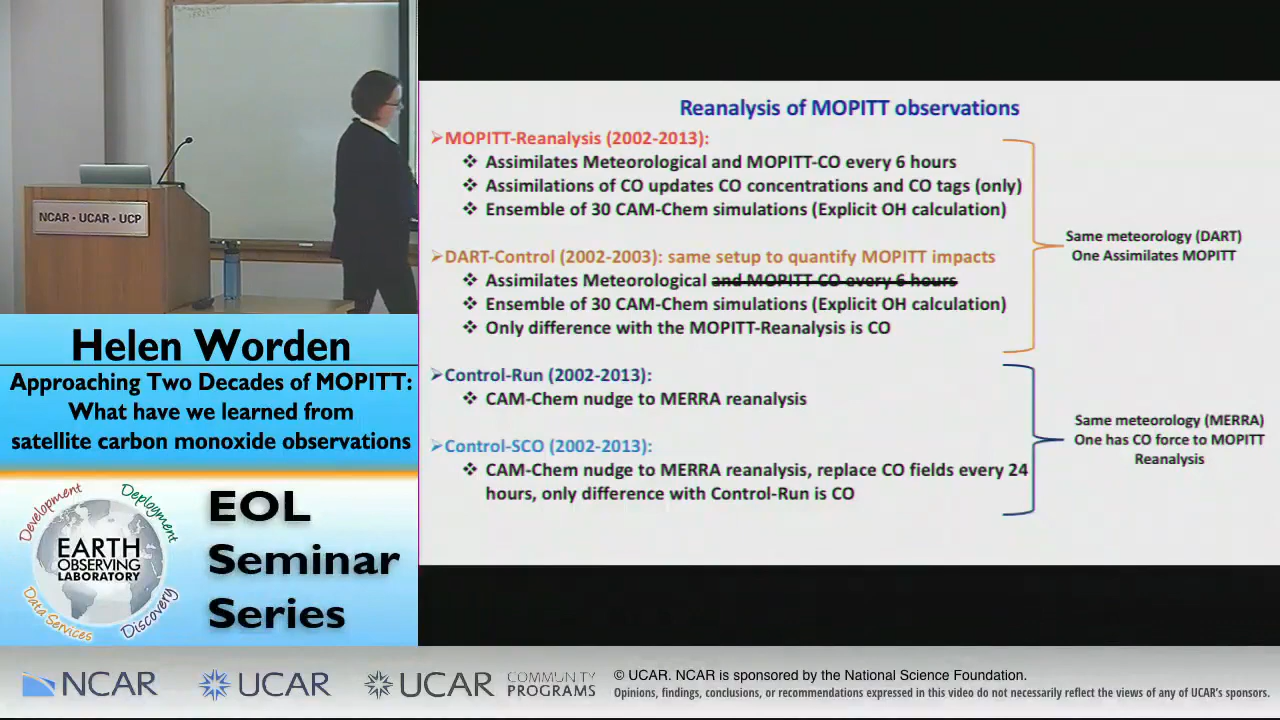 NCAR • UCAR • UCP
Helen Worden
Approaching Two Decades of MOPITT:
What have we learned from
satellite carbon monoxide observations
Development
Deployment
EARTH
OBSERVING
LABORATORY
Data Services
Discovery
EOL
Seminar
Series
Reanalysis of MOPITT observations
➢MOPITT-Reanalysis (2002-2013):
❖ Assimilates Meteorological and MOPITT-CO every 6 hours
❖ Assimilations of CO updates CO concentrations and CO tags (only)
❖ Ensemble of 30 CAM-Chem simulations (Explicit OH calculation)
➢DART-Control (2002-2003): same setup to quantify MOPITT impacts
❖ Assimilates Meteorological and MOPITT-CO every 6 hours
❖ Ensemble of 30 CAM-Chem simulations (Explicit OH calculation)
❖ Only difference with the MOPITT-Reanalysis is CO
Same meteorology (DART)
One Assimilates MOPITT
➢Control-Run (2002-2013):
❖ CAM-Chem nudge to MERRA reanalysis
➢Control-SCO (2002-2013):
❖ CAM-Chem nudge to MERRA reanalysis, replace CO fields every 24
hours, only difference with Control-Run is CO
Same meteorology (MERRA)
One has CO force to MOPITT
Reanalysis
NCAR
UCAR
UCAR
COMMUNITY
PROGRAMS
© UCAR. NCAR is sponsored by the National Science Foundation.
Opinions, findings, conclusions, or recommendations expressed in this video do not necessarily reflect the views of any of UCAR's sponsors.